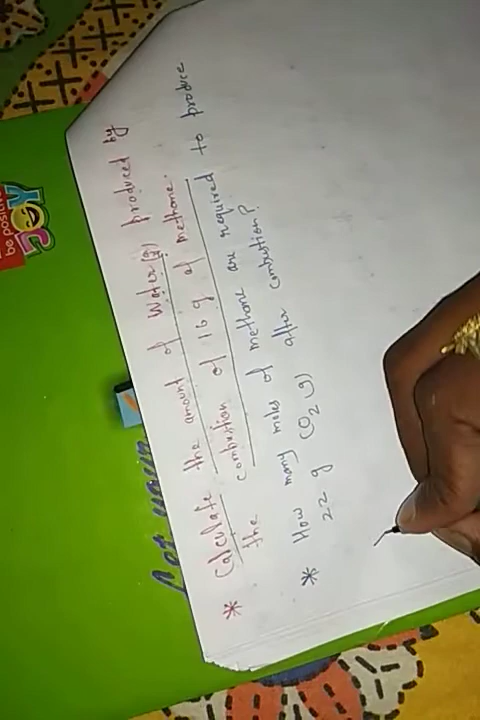 * Calculate the amount of Water(g) produced by
the combustion of 16 g of methane.
* How many moles of methane are required to produce
22 g CO2(g) after combustion?
be positive
JOY